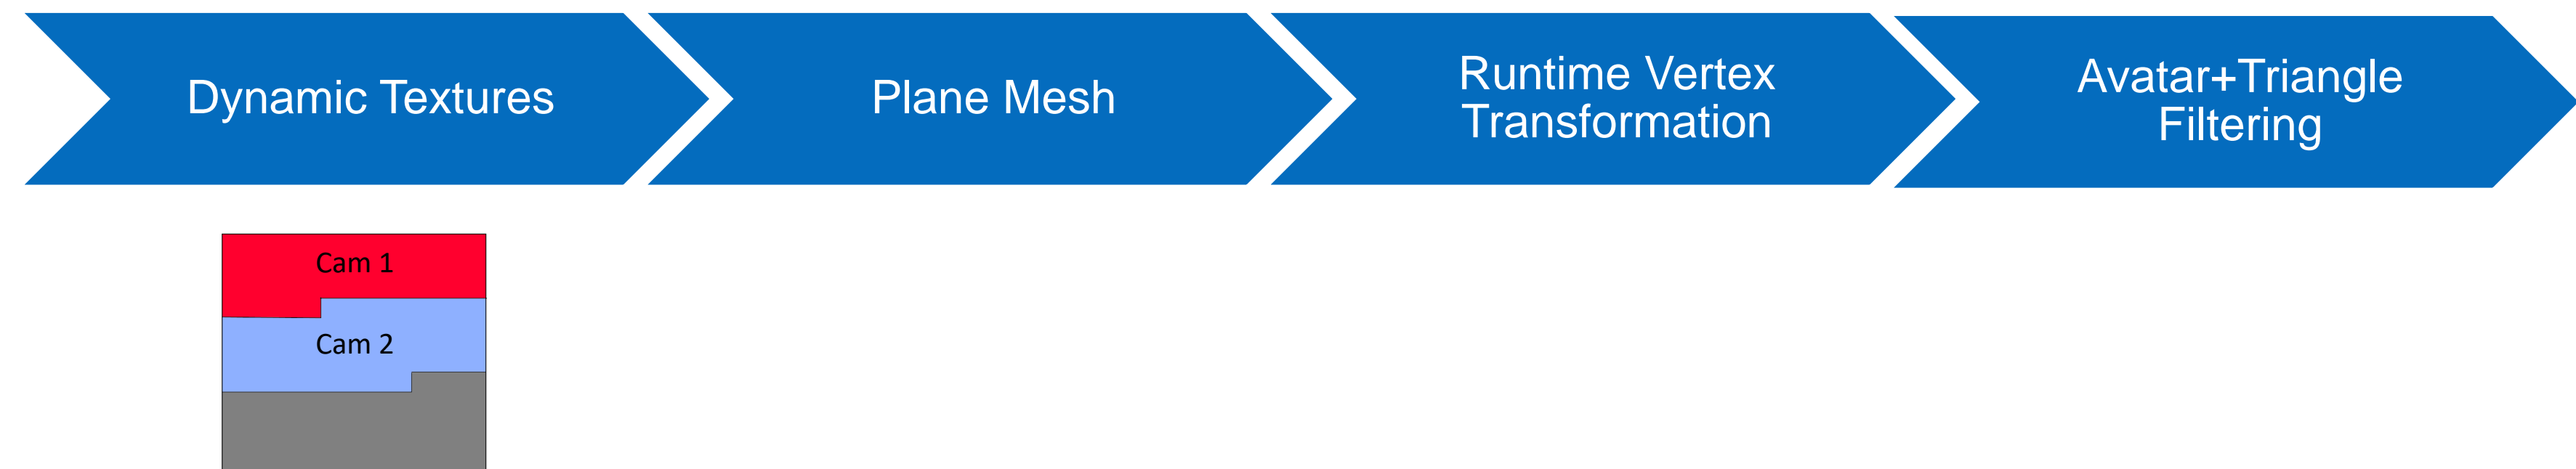 Dynamic Textures
Plane Mesh
Runtime Vertex
Transformation
Avatar+Triangle
Filtering
Cam 1
Cam 2